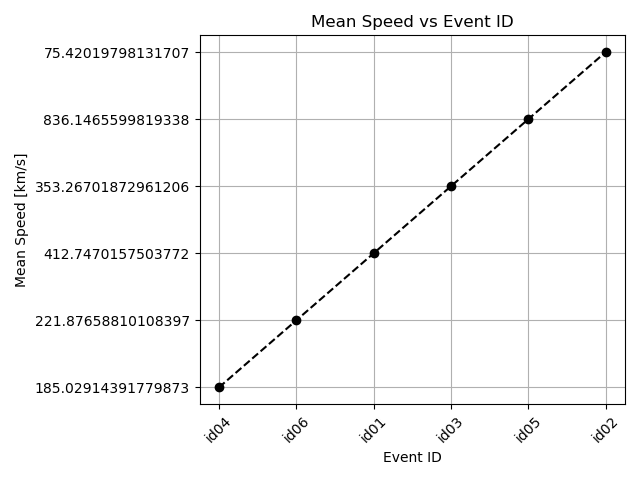 Mean Speed vs Event ID
75.42019798131707
836.1465599819338
353.26701872961206
412.7470157503772
221.87658810108397
185.02914391779873
Mean Speed [km/s]
id04
id06
id01
id03
id05
id02
Event ID